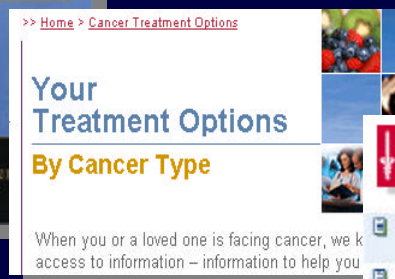 >> Home > Cancer Treatment Options
Your
Treatment Options
By Cancer Type
When you or a loved one is facing cancer, we k
access to information – information to help you